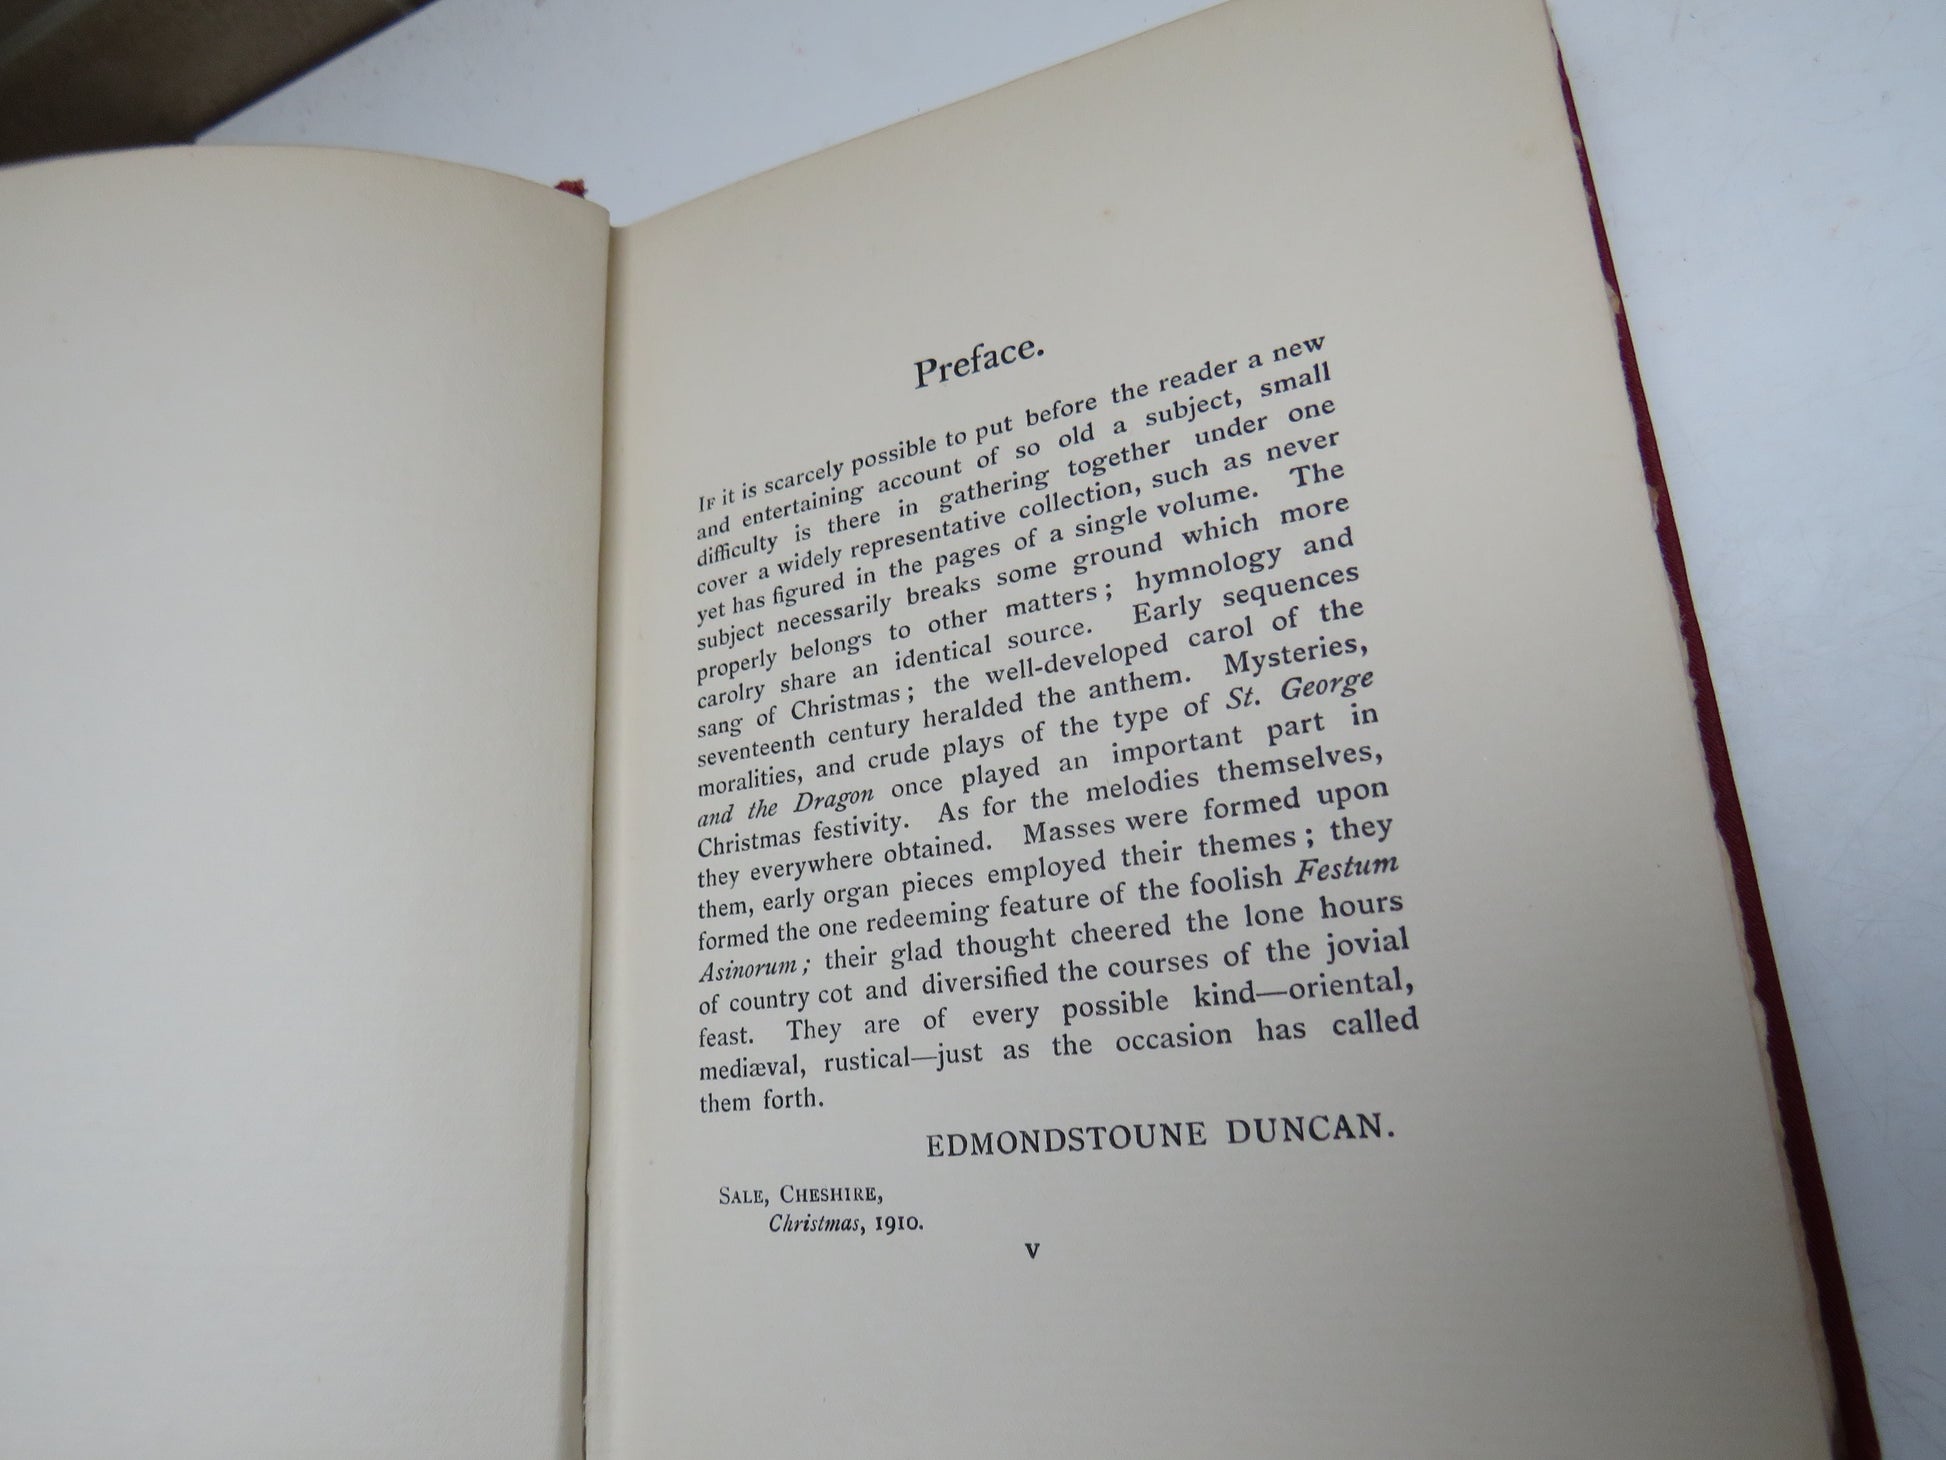 Preface.
IF it is scarcely possible to put before the reader a new
and entertaining account of so old a subject, small
difficulty is there in gathering together under one
cover a widely representative collection, such as never
yet has figured in the pages of a single volume. The
subject necessarily breaks some ground which more
properly belongs to other matters; hymnology and
carolry share an identical source. Early sequences
sang of Christmas; the well-developed carol of the
seventeenth century heralded the anthem. Mysteries,
moralities, and crude plays of the type of St. George
and the Dragon once played an important part in
Christmas festivity. As for the melodies themselves,
they everywhere obtained. Masses were formed upon
them, early organ pieces employed their themes; they
formed the one redeeming feature of the foolish Festum
Asinorum; their glad thought cheered the lone hours
of country cot and diversified the courses of the jovial
feast. They are of every possible kind—oriental,
mediæval, rustical—just as the occasion has called
them forth.
EDMONDSTOUNE DUNCAN.
SALE, CHESHIRE,
Christmas, 1910.
v